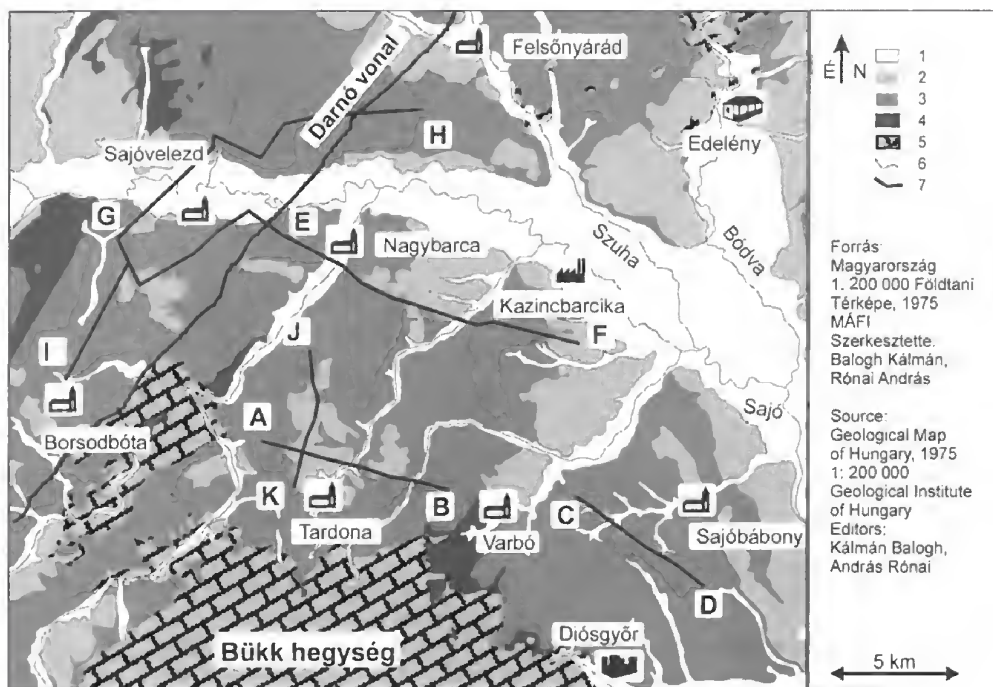 Darnó vonal
Felsőnyárád
Edelény
H
Sajóvelezd
G
E
Nagybarca
Szuha
Bódva
Kazincbarcika
F
J
I
Borsodbóta
A
Sajó
K
Tardona
B
Varbó
C
Sajóbábony
D
Bükk hegység
Diósgyőr
É N
1
2
3
4
5
6
7
Forrás
Magyarország
1. 200 000 Földtani
Térképe, 1975
MÁFI
Szerkesztette.
Balogh Kálmán,
Rónai András
Source:
Geological Map
of Hungary, 1975
1: 200 000
Geological Institute
of Hungary
Editors:
Kálmán Balogh,
András Rónai
5 km